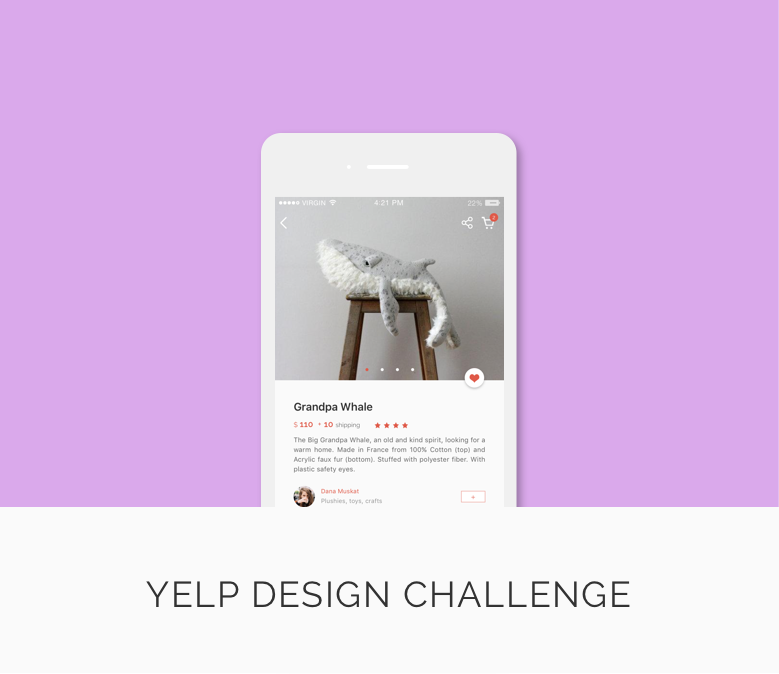 VIRGIN 4:21 PM 22%
2
Grandpa Whale
$ 110 + 10 shipping
The Big Grandpa Whale, an old and kind spirit, looking for a
warm home. Made in France from 100% Cotton (top) and
Acrylic faux fur (bottom). Stuffed with polyester fiber. With
plastic safety eyes.
Dana Muskat
Plushies, toys, crafts
+
YELP DESIGN CHALLENGE